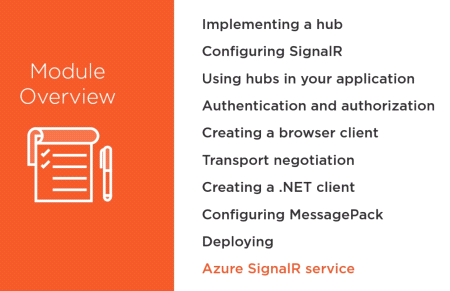 Module
Overview
Implementing a hub
Configuring SignalR
Using hubs in your application
Authentication and authorization
Creating a browser client
Transport negotiation
Creating a .NET client
Configuring MessagePack
Deploying
Azure SignalR service